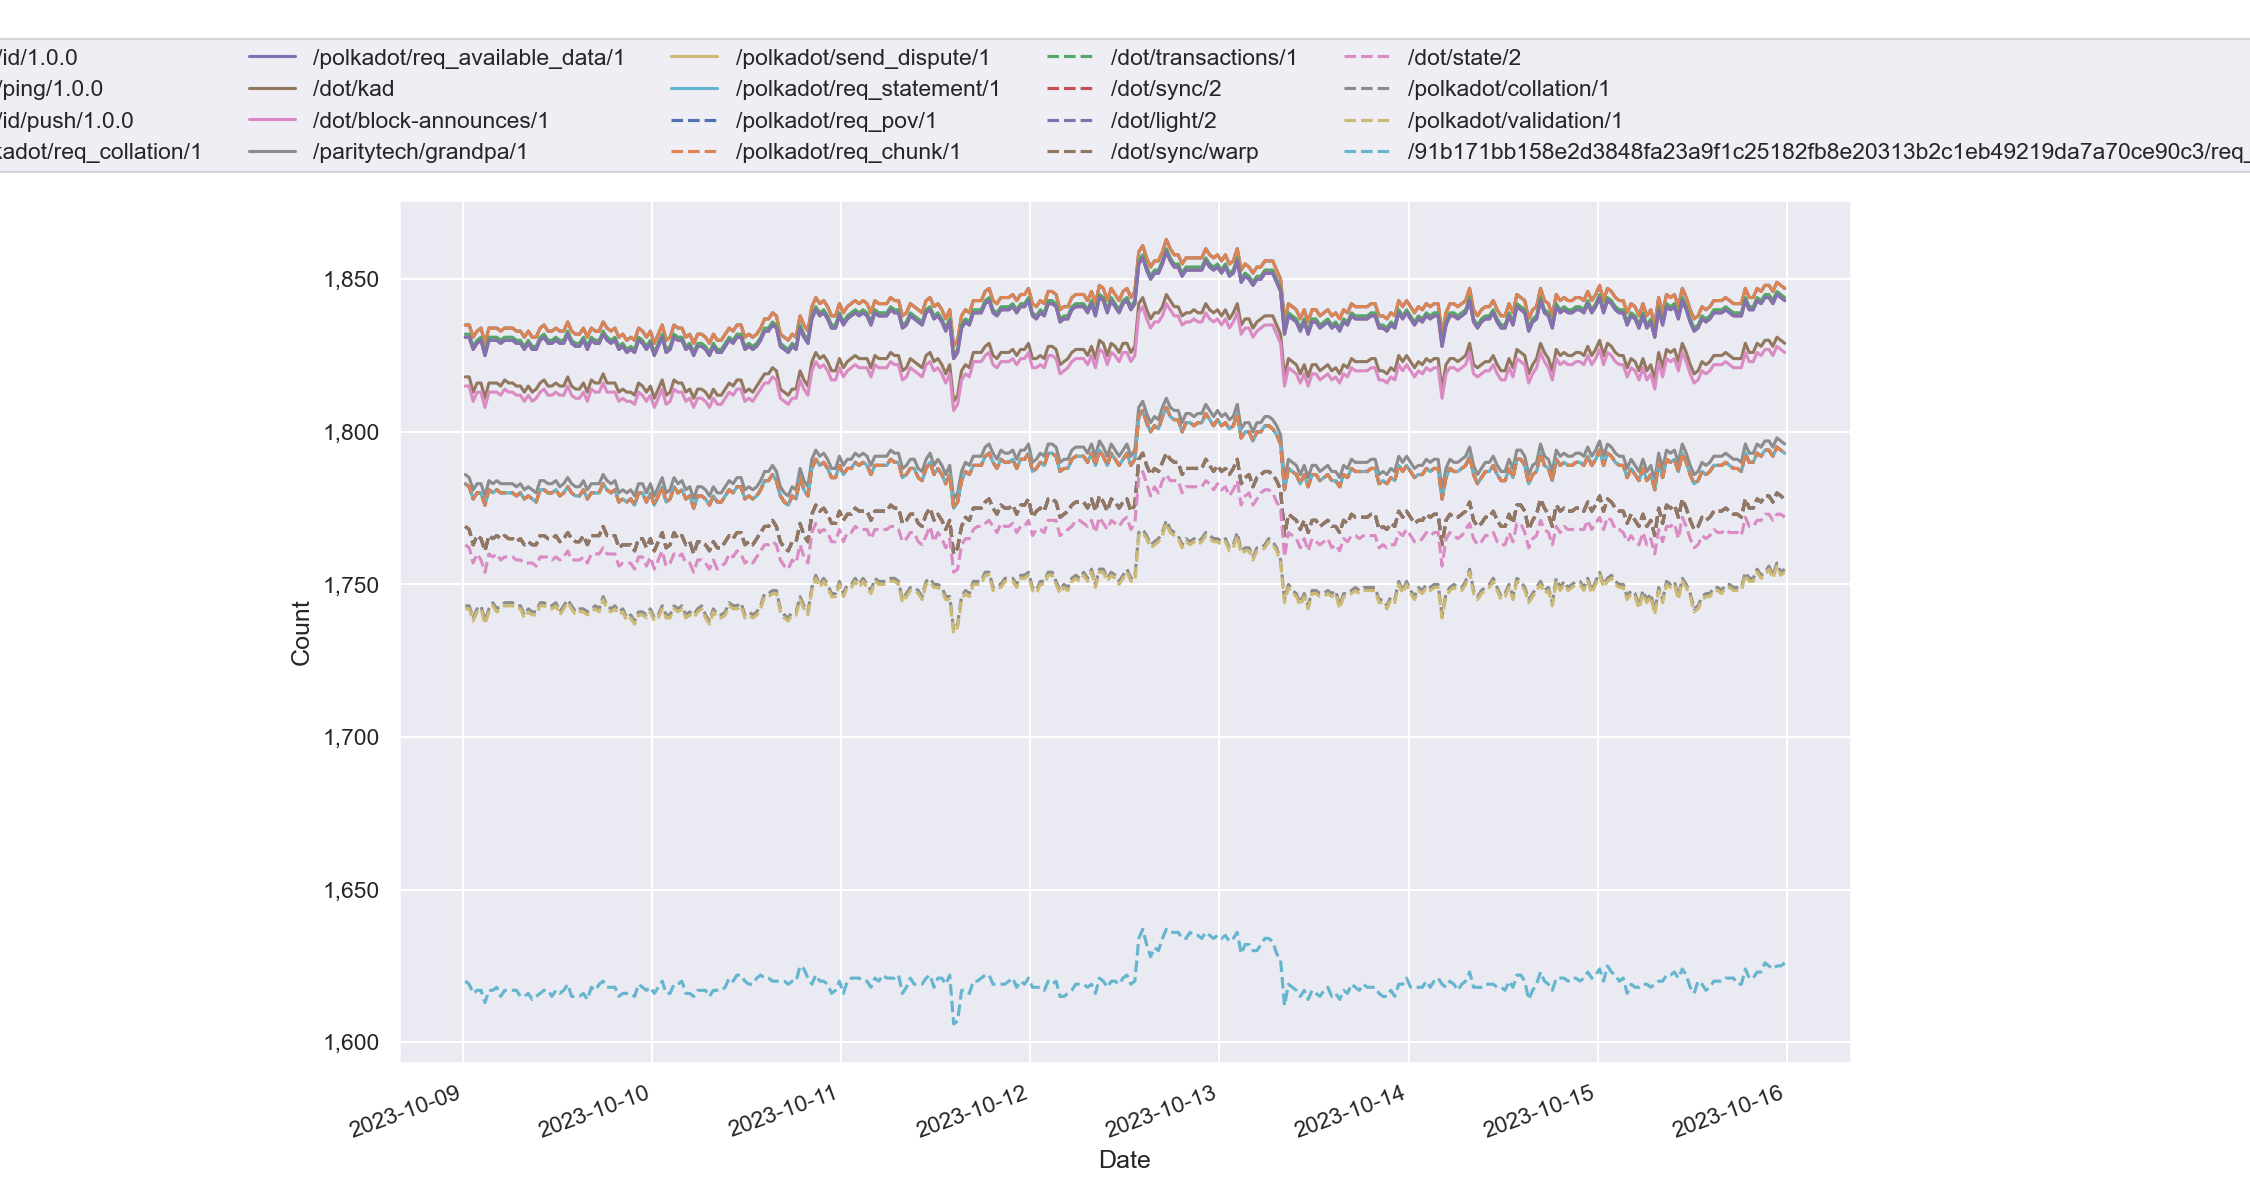 /id/1.0.0 /polkadot/req_available_data/1 /polkadot/send_dispute/1 /dot/transactions/1 /dot/state/2
/ping/1.0.0 /dot/kad /polkadot/req_statement/1 /dot/sync/2 /polkadot/collation/1
/id/push/1.0.0 /dot/block-announces/1 /polkadot/req_pov/1 /dot/light/2 /polkadot/validation/1
kadot/req_collation/1 /paritytech/grandpa/1 /polkadot/req_chunk/1 /dot/sync/warp /91b171bb158e2d3848fa23a9f1c25182fb8e20313b2c1eb49219da7a70ce90c3/req_
1,850
1,800
1,750
1,700
1,650
1,600
Count
2023-10-09 2023-10-10 2023-10-11 2023-10-12 2023-10-13 2023-10-14 2023-10-15 2023-10-16
Date